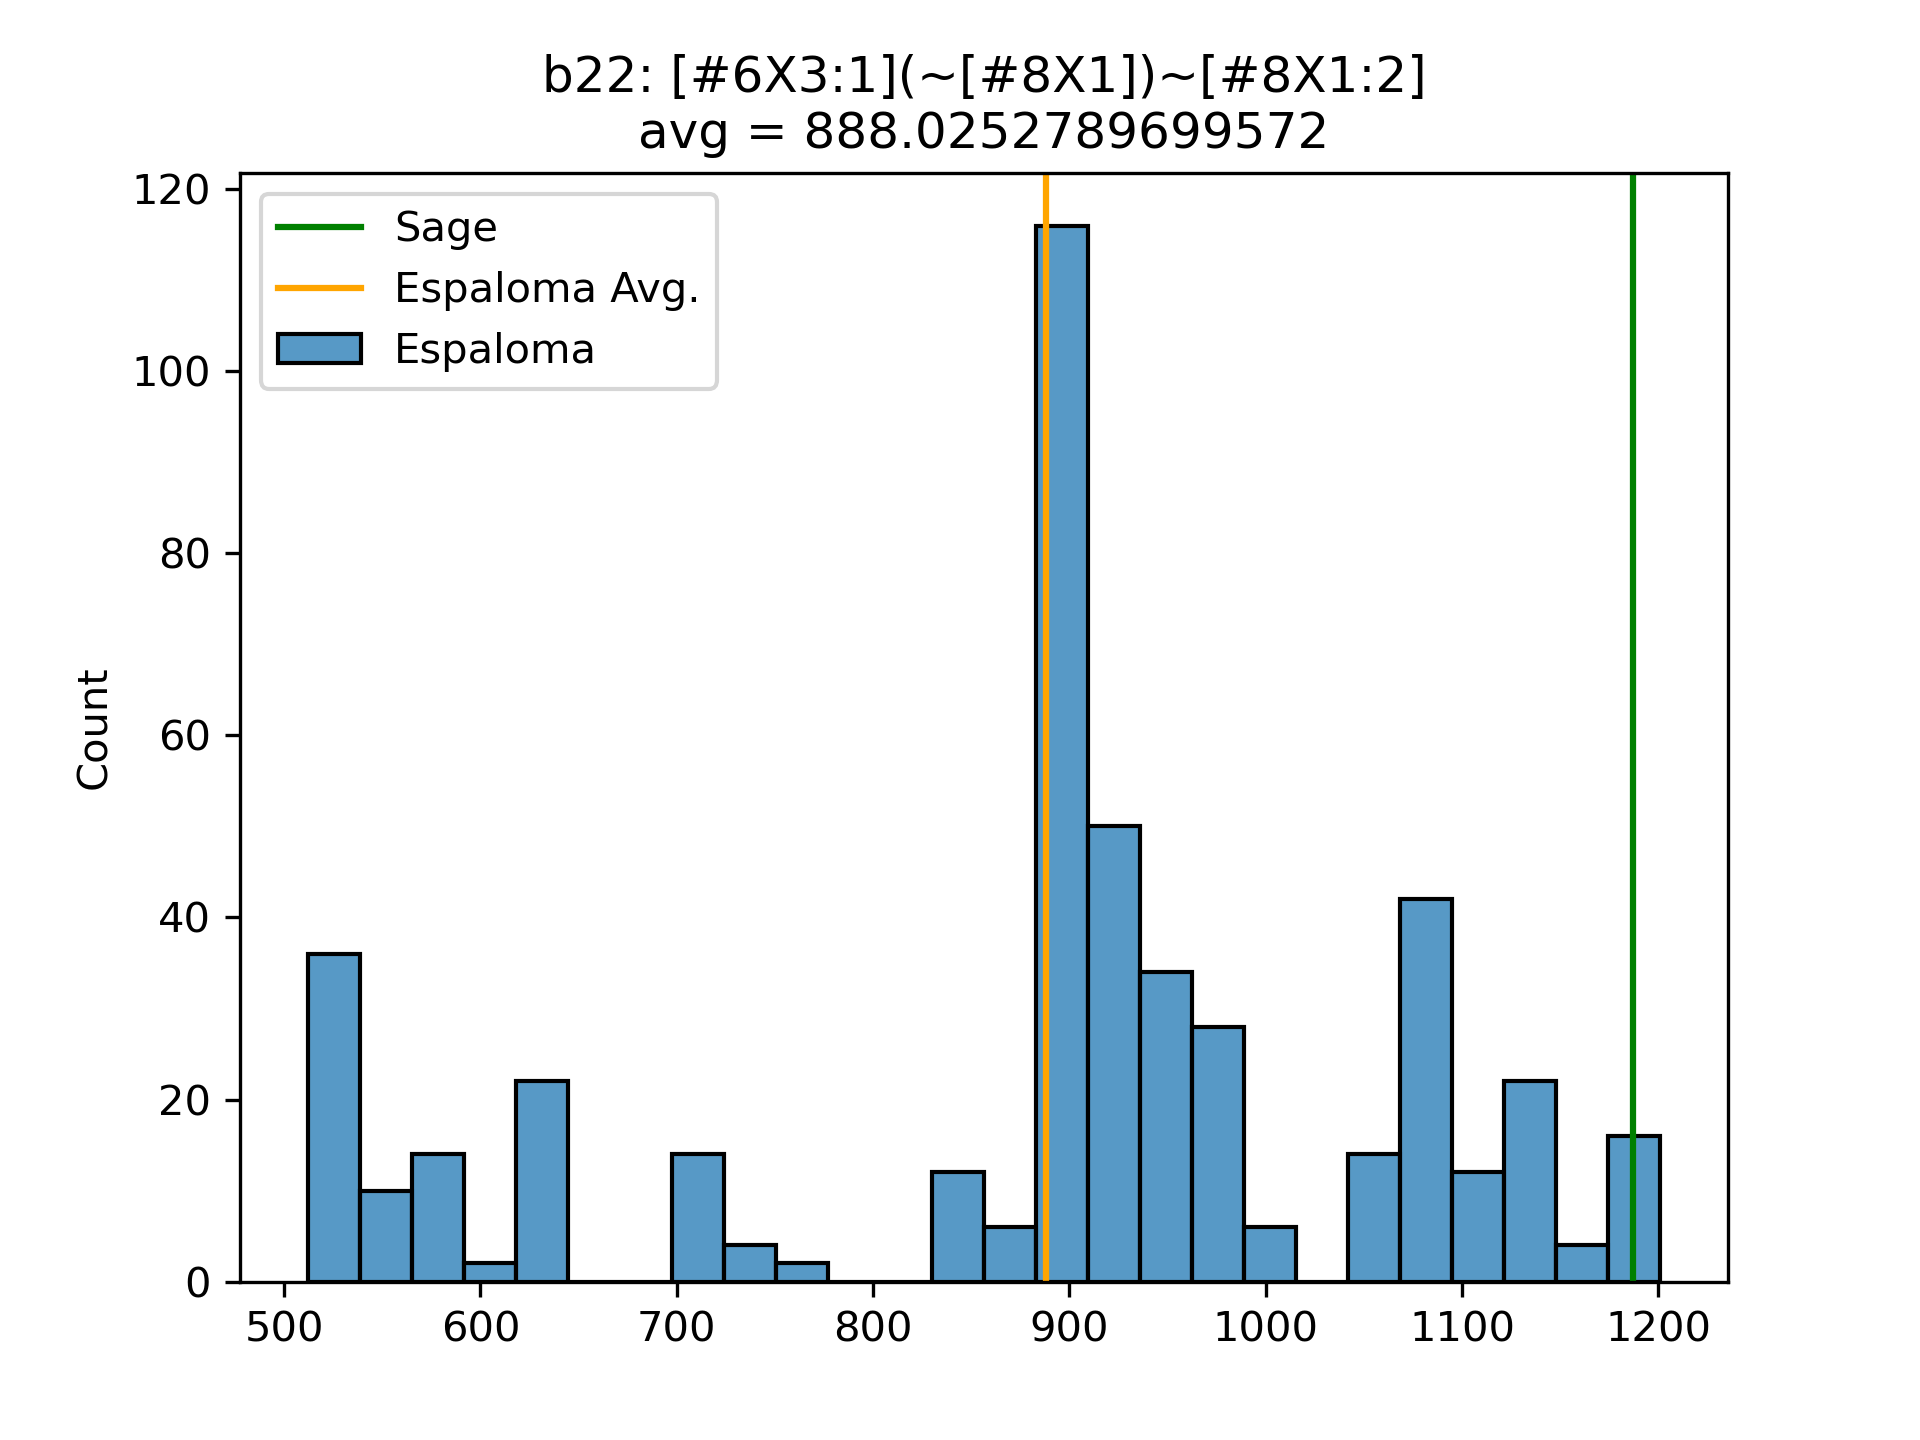 b22: [#6X3:1](~[#8X1])~[#8X1:2]
avg = 888.0252789699572
Sage
Espaloma Avg.
Espaloma
120
100
80
60
40
20
0
Count
500 600 700 800 900 1000 1100 1200